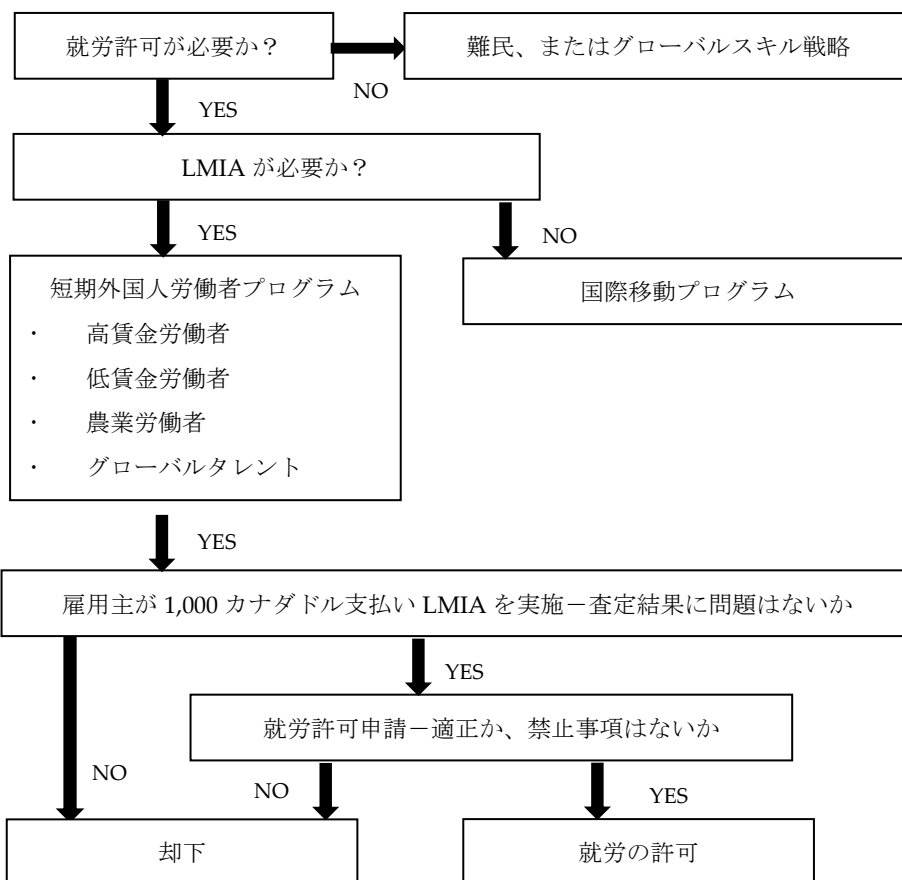 就労許可が必要か？
難民、またはグローバルスキル戦略
NO
YES
LMIA が必要か？
YES
NO
短期外国人労働者プログラム
・ 高賃金労働者
・ 低賃金労働者
・ 農業労働者
・ グローバルタレント
国際移動プログラム
YES
雇用主が 1,000 カナダドル支払い LMIA を実施－査定結果に問題はないか
YES
就労許可申請－適正か、禁止事項はないか
NO
NO
YES
却下
就労の許可